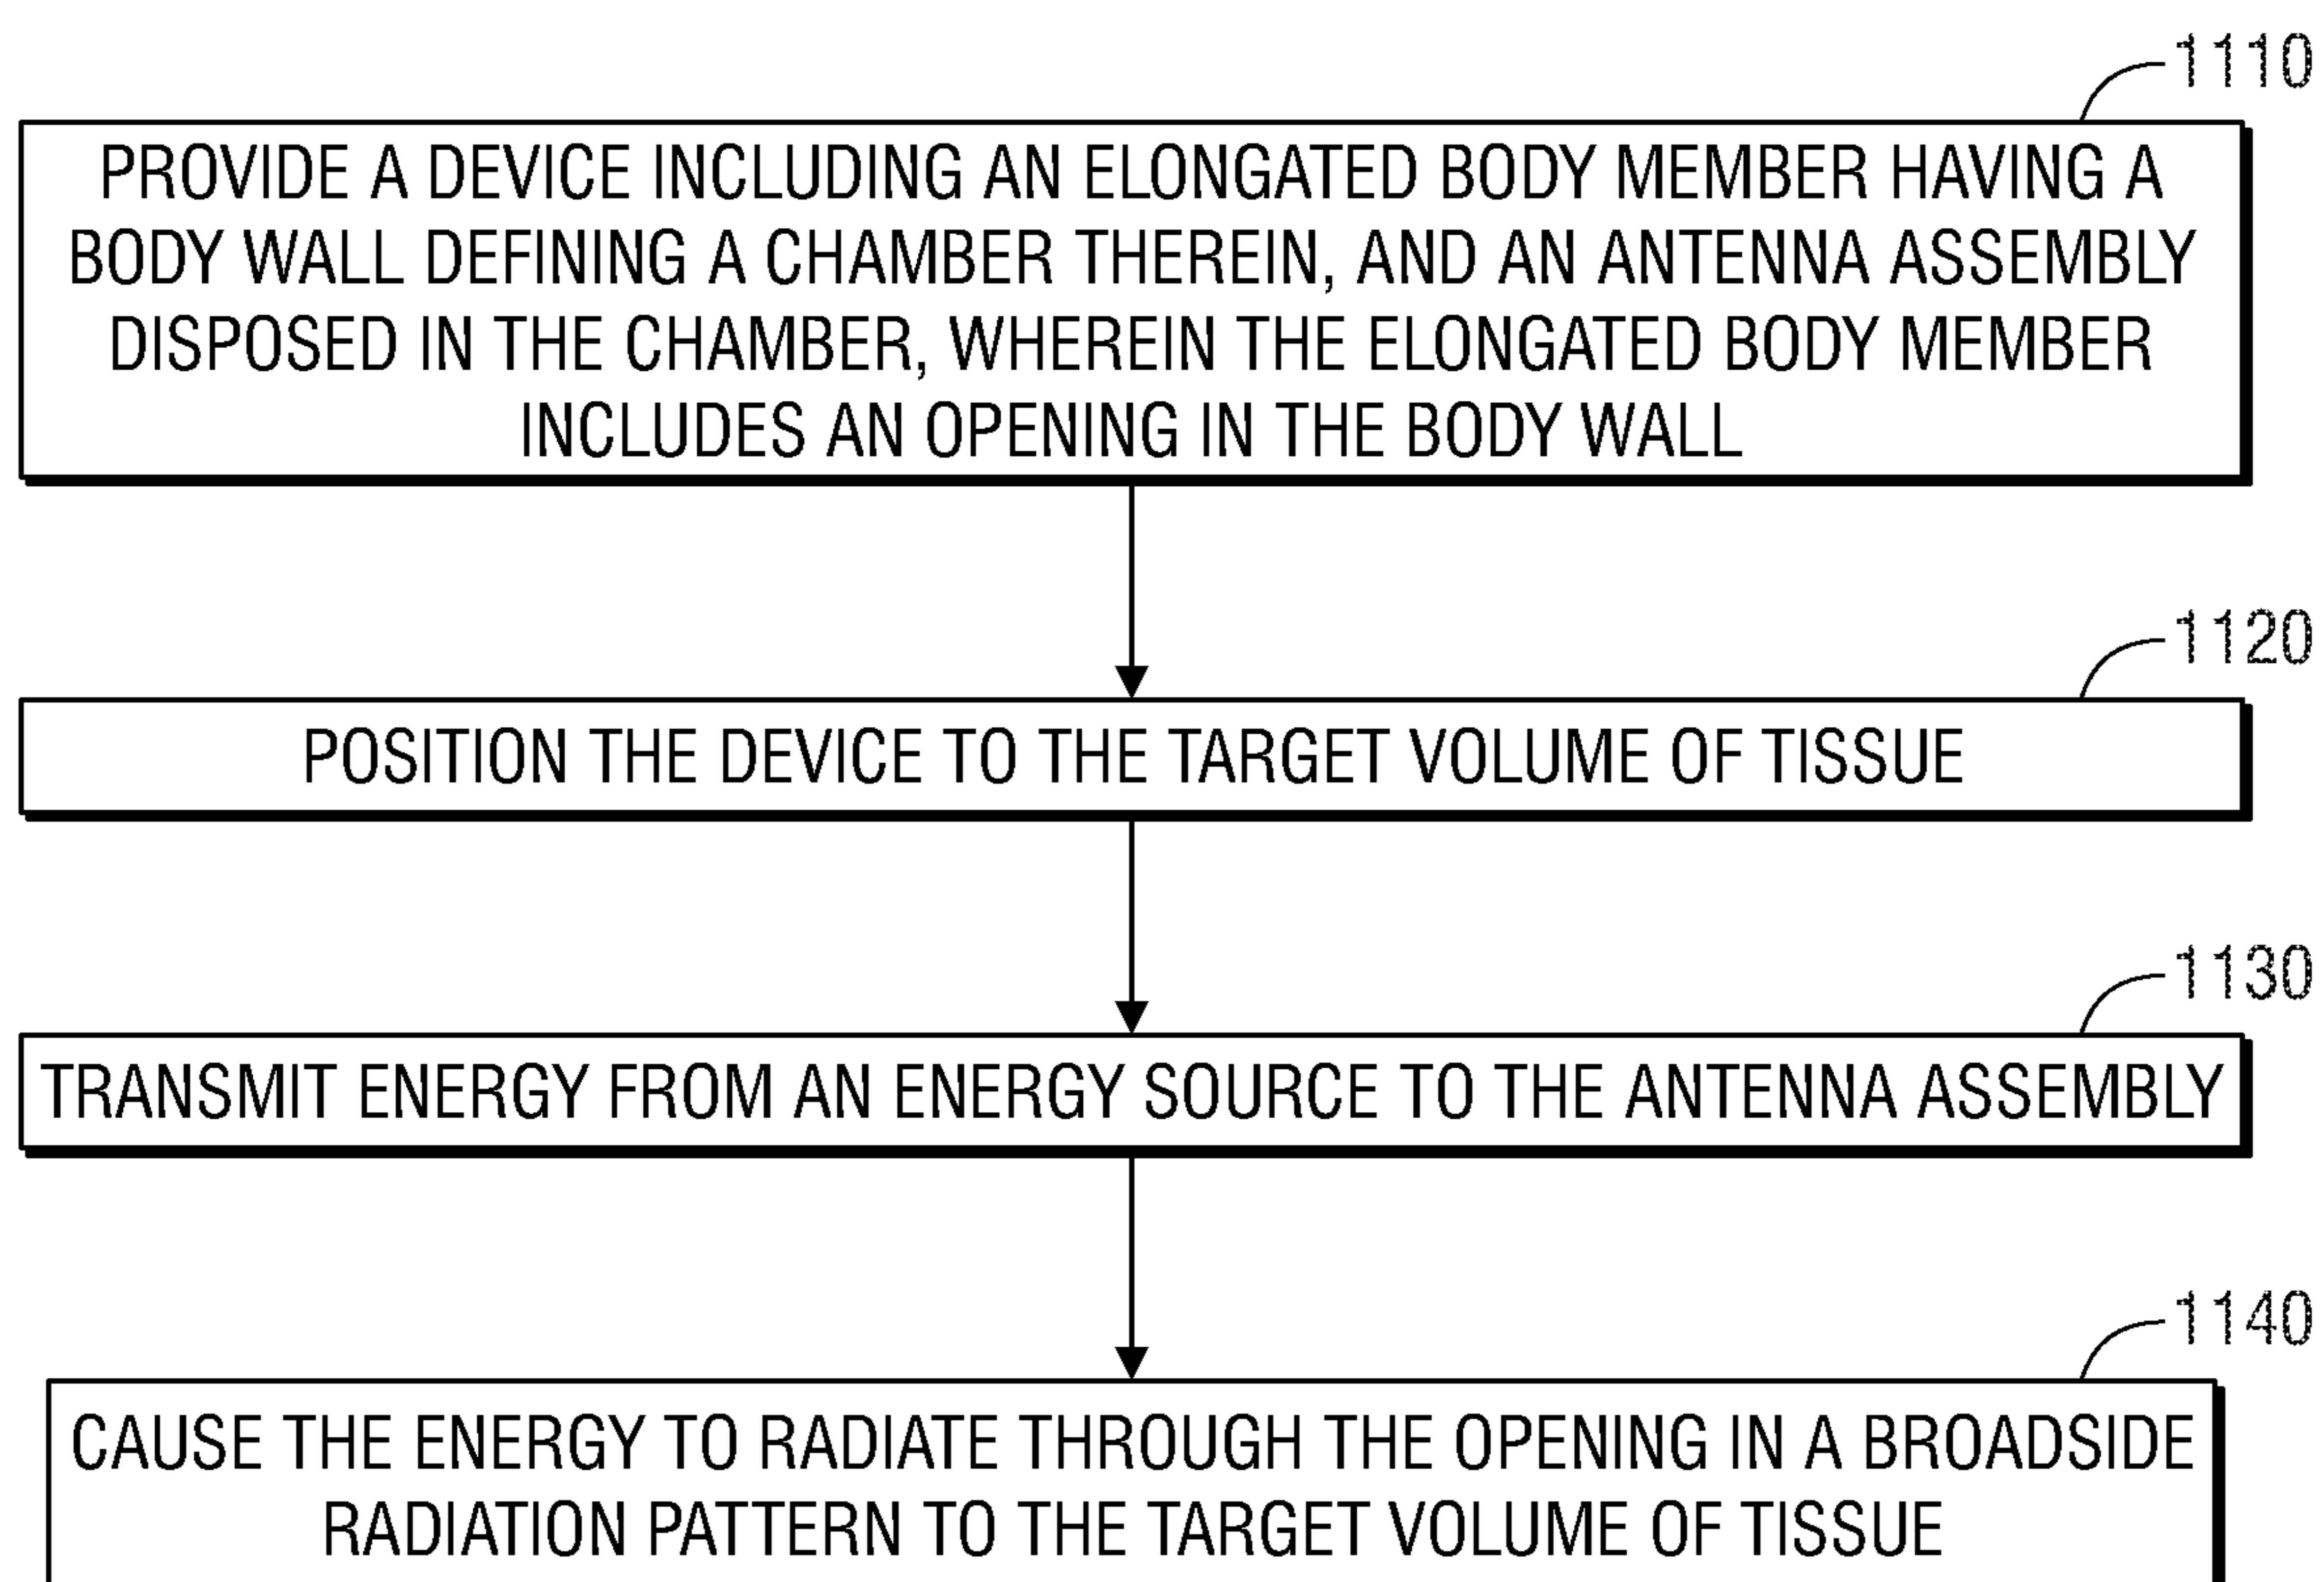 1110
PROVIDE A DEVICE INCLUDING AN ELONGATED BODY MEMBER HAVING A
BODY WALL DEFINING A CHAMBER THEREIN, AND AN ANTENNA ASSEMBLY
DISPOSED IN THE CHAMBER, WHEREIN THE ELONGATED BODY MEMBER
INCLUDES AN OPENING IN THE BODY WALL
1120
POSITION THE DEVICE TO THE TARGET VOLUME OF TISSUE
1130
TRANSMIT ENERGY FROM AN ENERGY SOURCE TO THE ANTENNA ASSEMBLY
1140
CAUSE THE ENERGY TO RADIATE THROUGH THE OPENING IN A BROADSIDE
RADIATION PATTERN TO THE TARGET VOLUME OF TISSUE